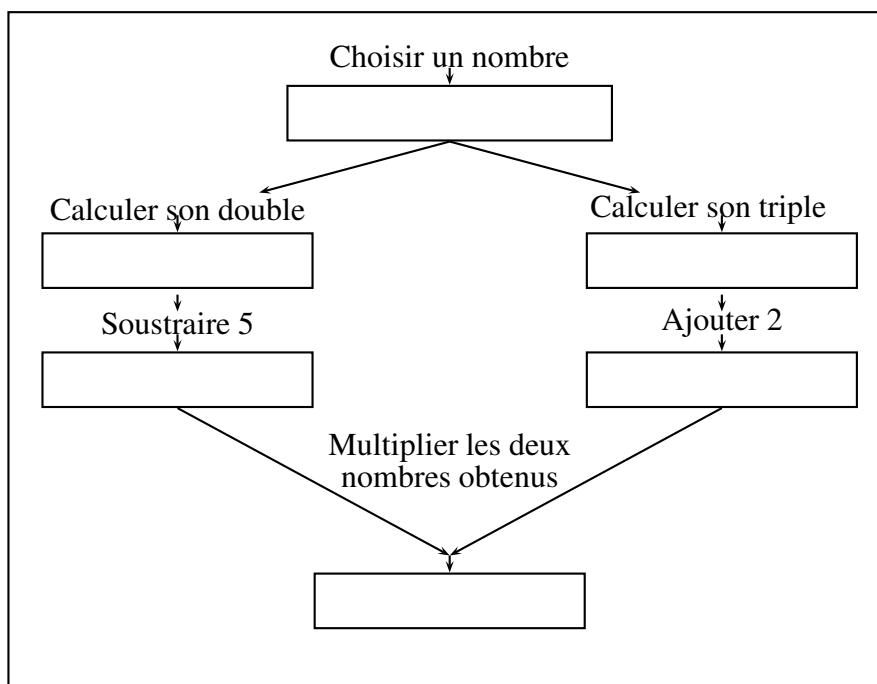 Choisir un nombre
Calculer son double
Calculer son triple
Soustraire 5
Ajouter 2
Multiplier les deux
nombres obtenus